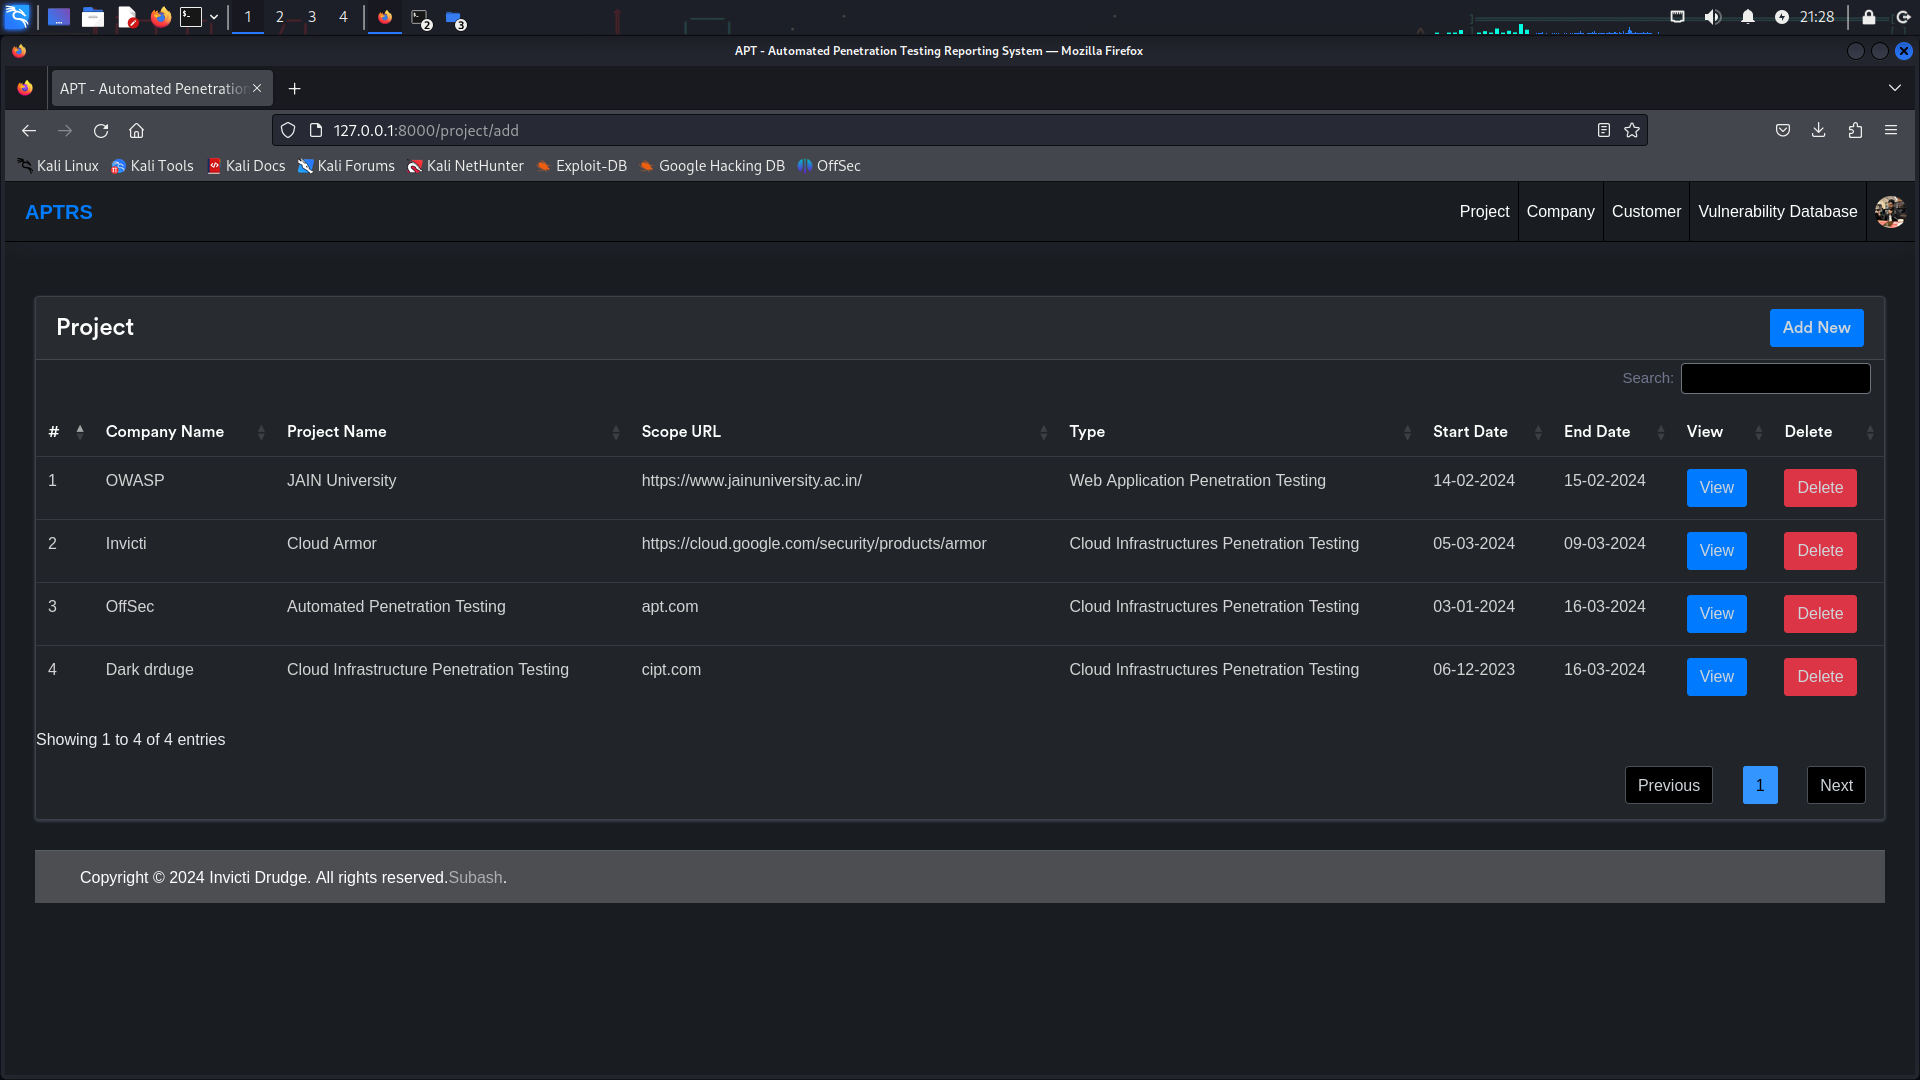 1 2 3 4 2 3 21:28
APT - Automated Penetration Testing Reporting System — Mozilla Firefox
APT - Automated Penetration
127.0.0.1:8000/project/add
Kali Linux Kali Tools Kali Docs Kali Forums Kali NetHunter Exploit-DB Google Hacking DB OffSec
APTRS Project Company Customer Vulnerability Database
Project Add New
Search:
# Company Name Project Name Scope URL Type Start Date End Date View Delete
1 OWASP JAIN University https://www.jainuniversity.ac.in/ Web Application Penetration Testing 14-02-2024 15-02-2024 View Delete
2 Invicti Cloud Armor https://cloud.google.com/security/products/armor Cloud Infrastructures Penetration Testing 05-03-2024 09-03-2024 View Delete
3 OffSec Automated Penetration Testing apt.com Cloud Infrastructures Penetration Testing 03-01-2024 16-03-2024 View Delete
4 Dark drduge Cloud Infrastructure Penetration Testing cipt.com Cloud Infrastructures Penetration Testing 06-12-2023 16-03-2024 View Delete
Showing 1 to 4 of 4 entries
Previous 1 Next
Copyright © 2024 Invicti Drudge. All rights reserved.Subash.